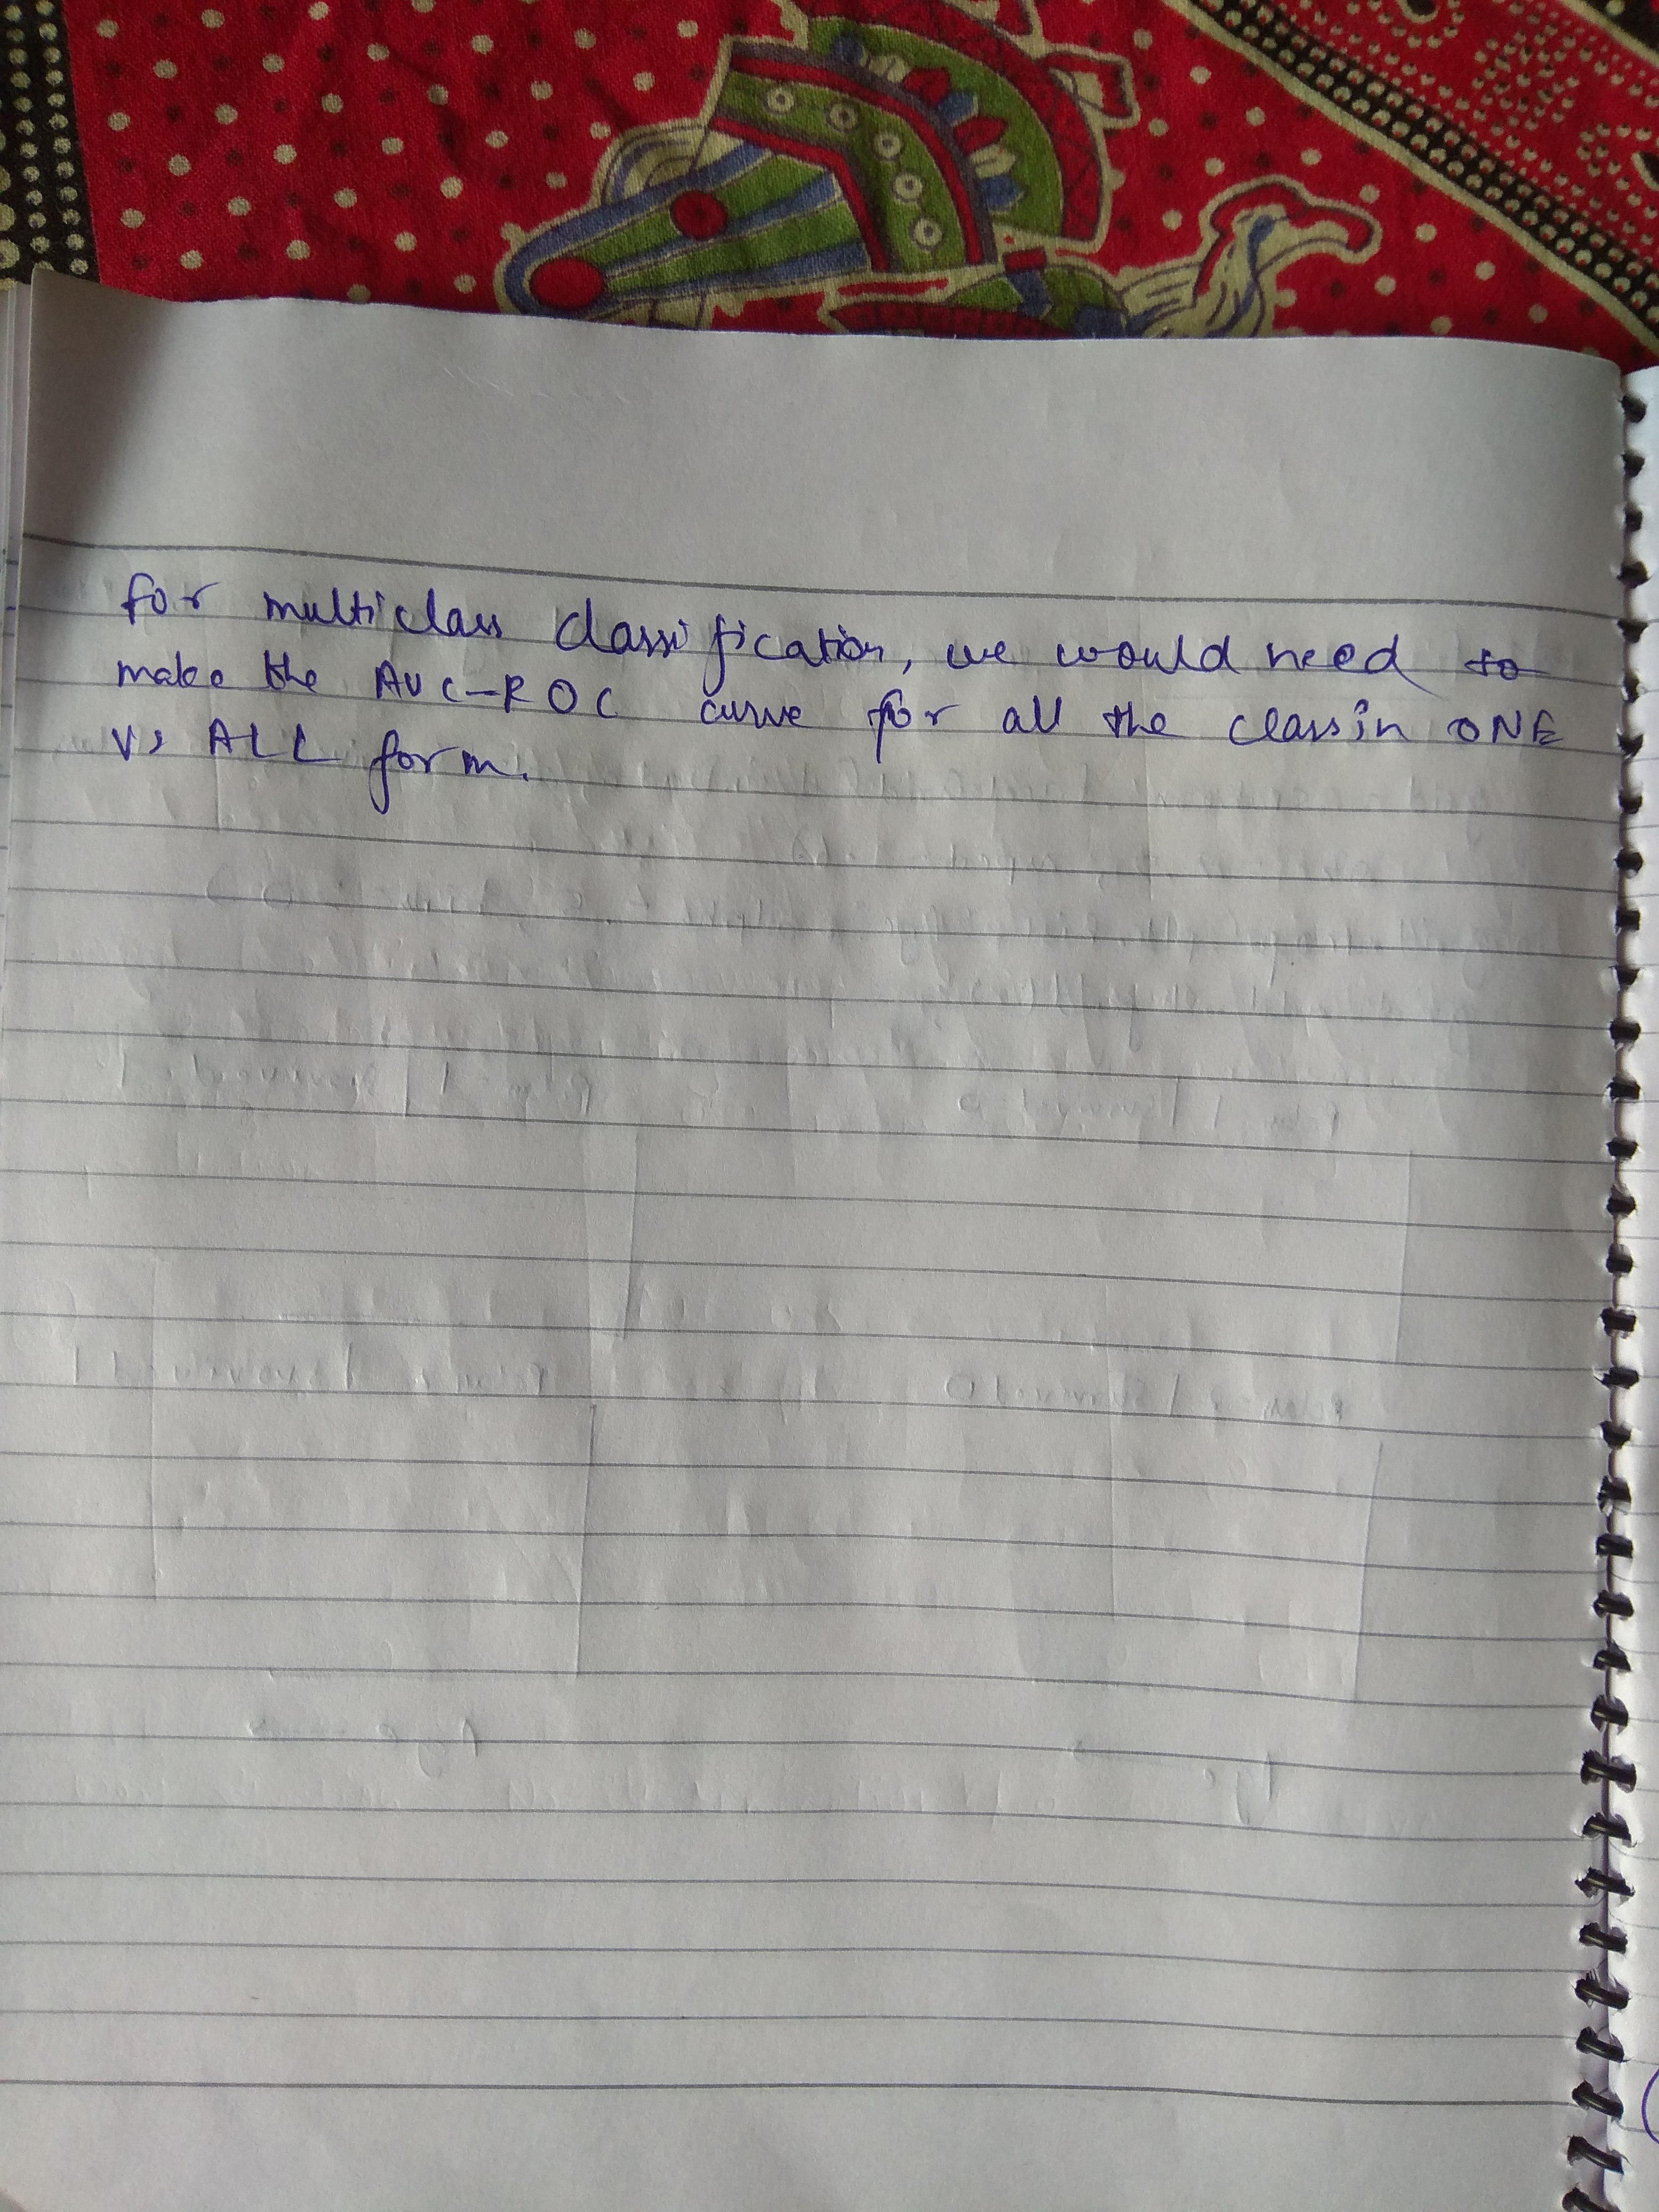 for multiclass classification, we would need to
make the AUC-ROC curve for all the class in ONE
Vs ALL form.